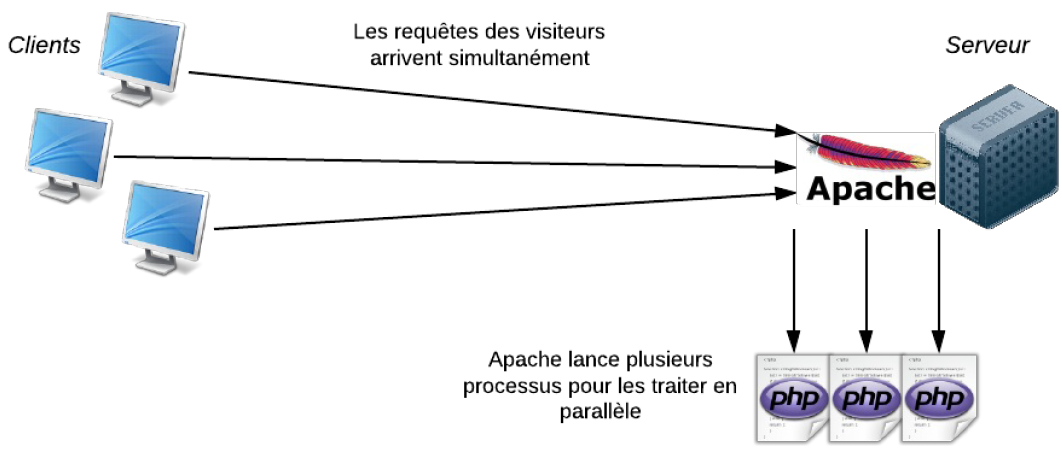 Clients
Les requêtes des visiteurs
arrivent simultanément
Serveur
SERVER
Apache
Apache lance plusieurs
processus pour les traiter en
parallèle
php
php
php